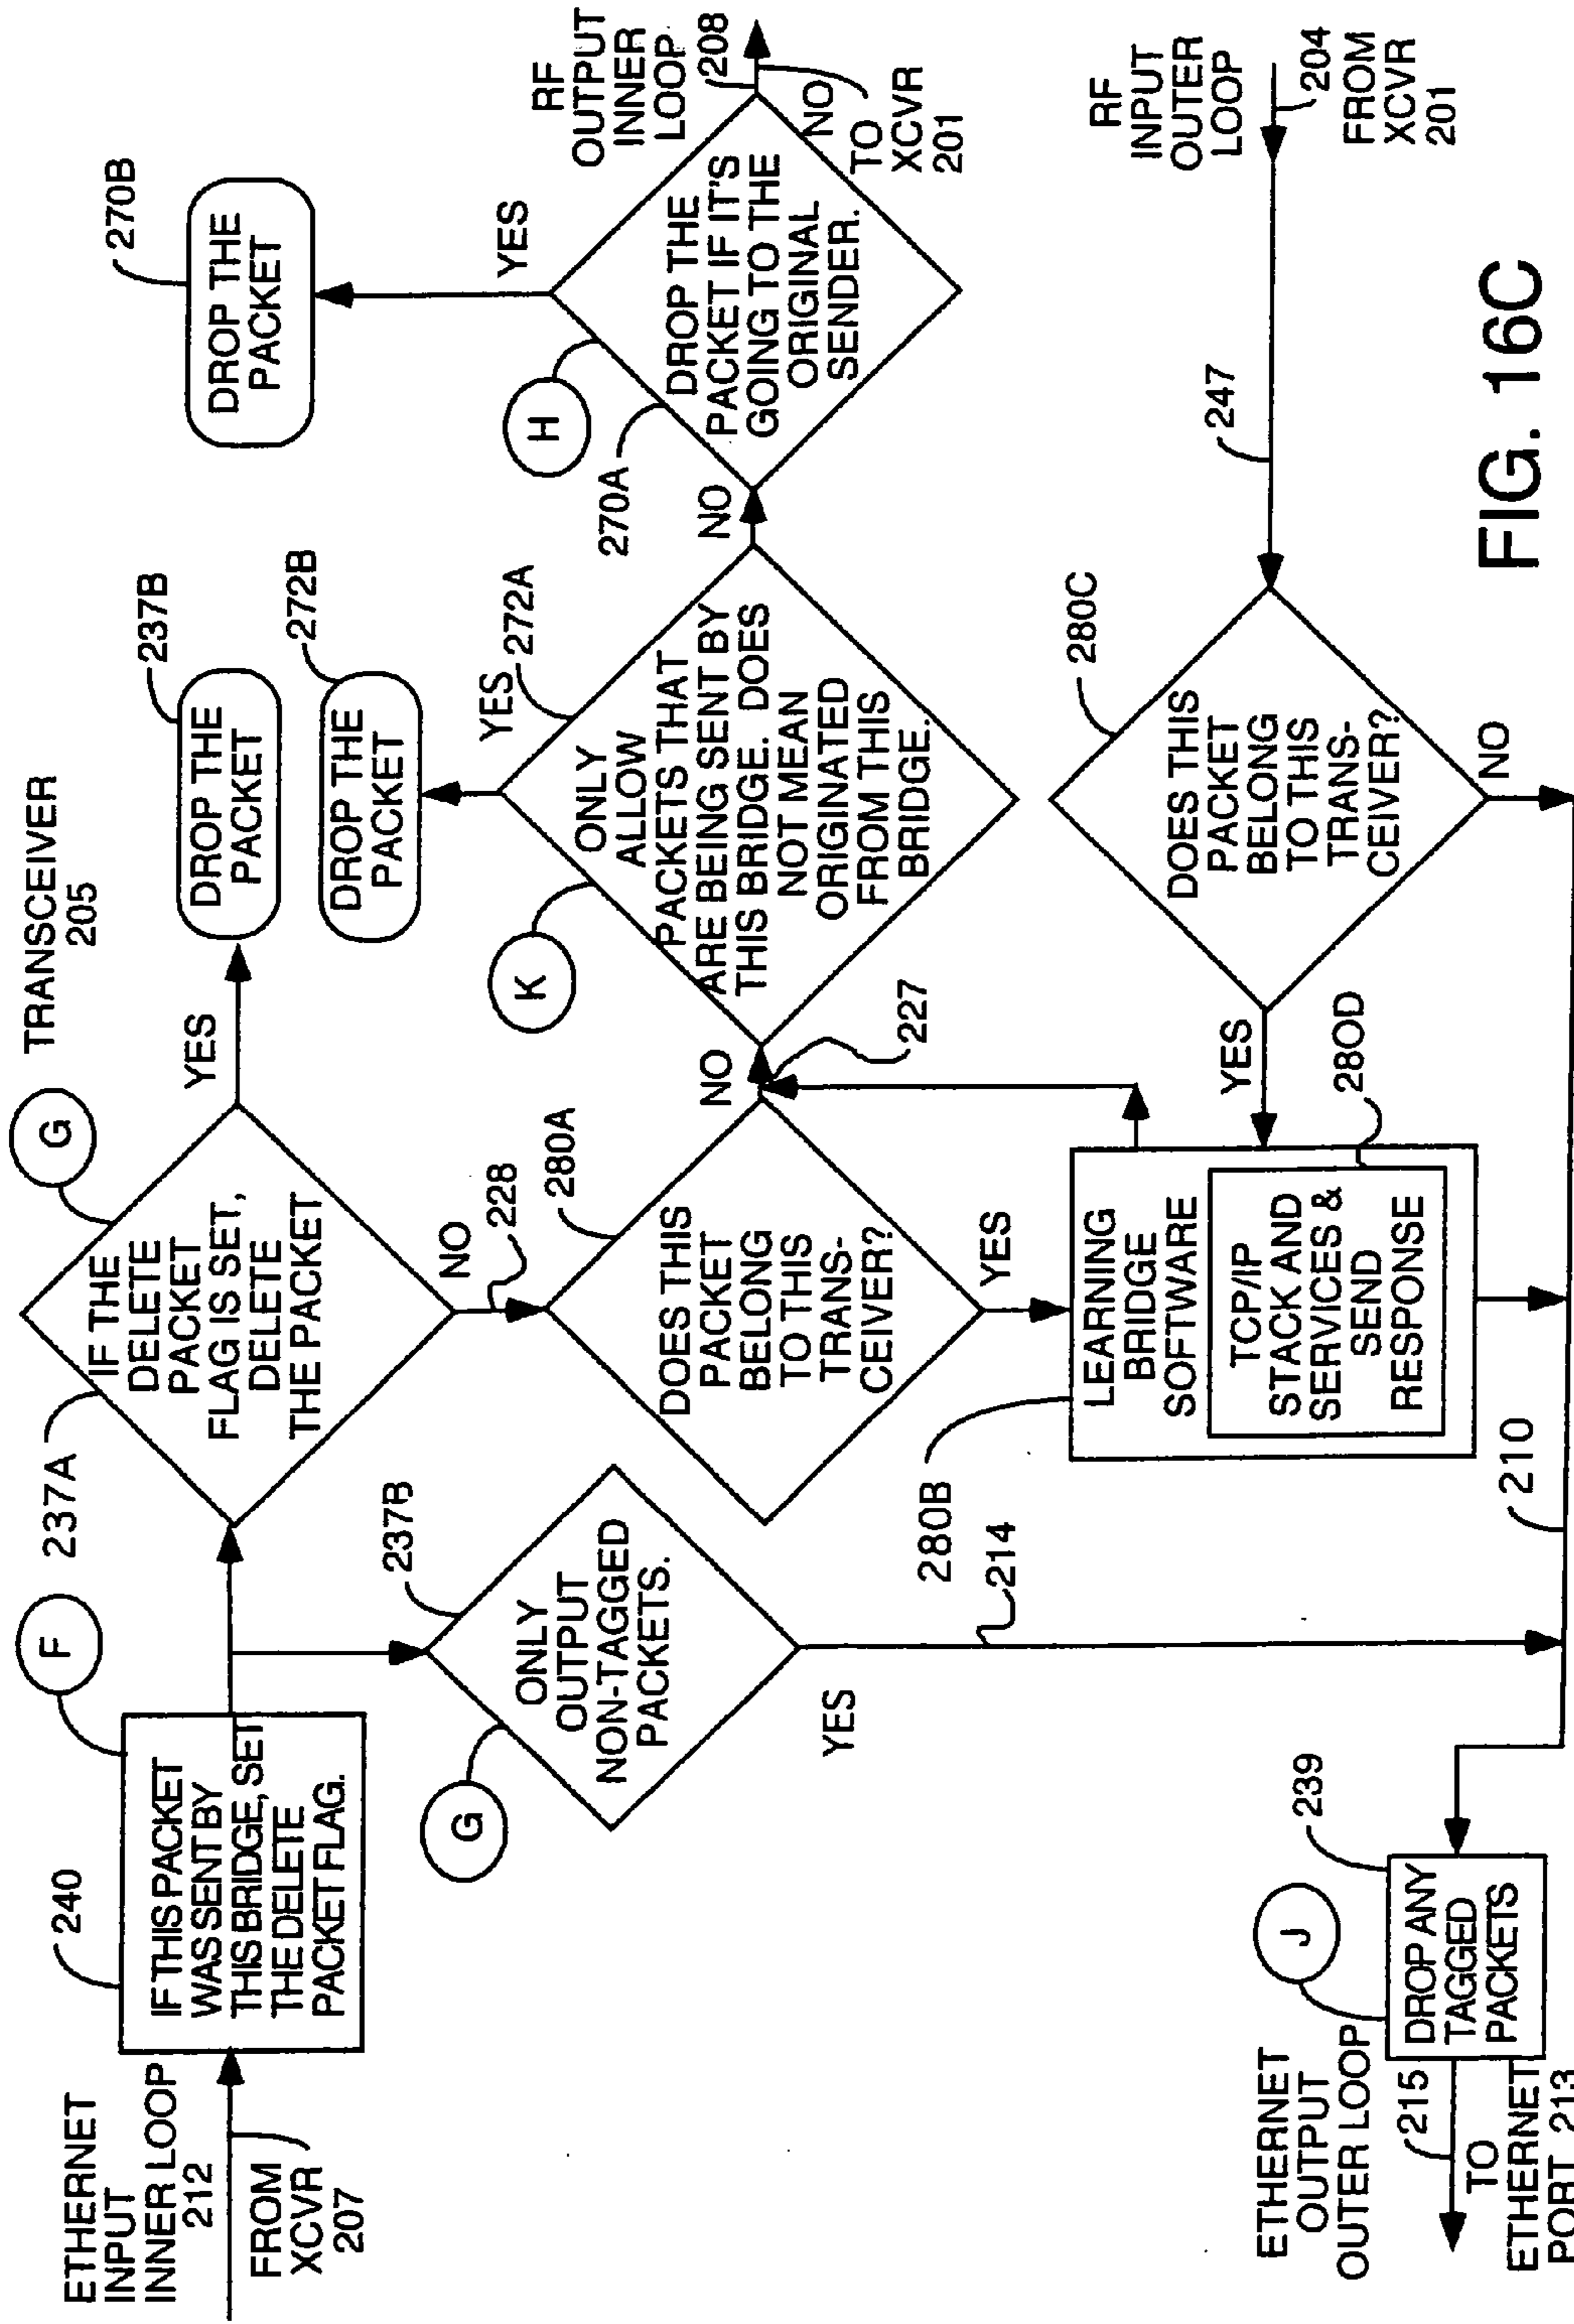 TRANSCEIVER
205
ETHERNET
INPUT
INNER LOOP
212
FROM
XCVR
207
240
IF THIS PACKET
WAS SENT BY
THIS BRIDGE, SET
THE DELETE
PACKET FLAG.
F
237A
IF THE
DELETE
PACKET
FLAG IS SET,
DELETE
THE PACKET
G
YES
DROP THE
PACKET
237B
NO
228
G
ONLY
OUTPUT
NON-TAGGED
PACKETS.
237B
YES
214
280A
DOES THIS
PACKET
BELONG
TO THIS
TRANS-
CEIVER?
NO
227
YES
K
ONLY
ALLOW
PACKETS THAT
ARE BEING SENT BY
THIS BRIDGE. DOES
NOT MEAN
ORIGINATED
FROM THIS
BRIDGE.
YES
272A
DROP THE
PACKET
272B
NO
270A
H
DROP THE
PACKET IF IT'S
GOING TO THE
ORIGINAL
SENDER.
YES
DROP THE
PACKET
270B
NO
RF
OUTPUT
INNER
LOOP
208
TO
XCVR
201
280B
LEARNING
BRIDGE
SOFTWARE
TCP/IP
STACK AND
SERVICES &
SEND
RESPONSE
280D
YES
DOES THIS
PACKET
BELONG
TO THIS
TRANS-
CEIVER?
280C
NO
247
RF
INPUT
OUTER
LOOP
204
FROM
XCVR
201
210
ETHERNET
OUTPUT
OUTER LOOP
215
TO
ETHERNET
PORT 213
J
DROP ANY
TAGGED
PACKETS
239
FIG. 16C